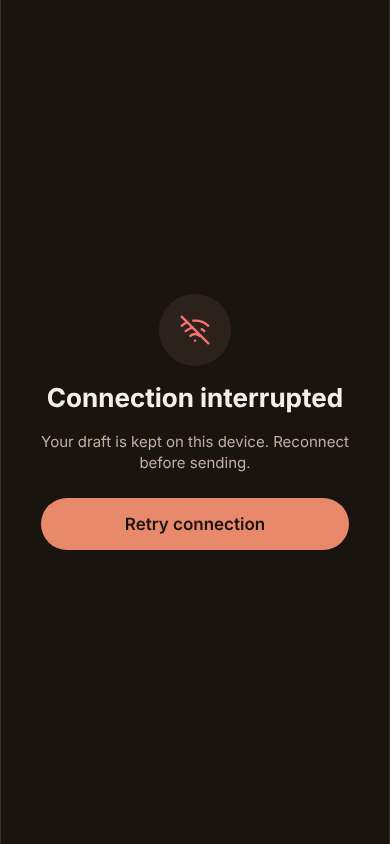 Connection interrupted
Your draft is kept on this device. Reconnect
before sending.
Retry connection